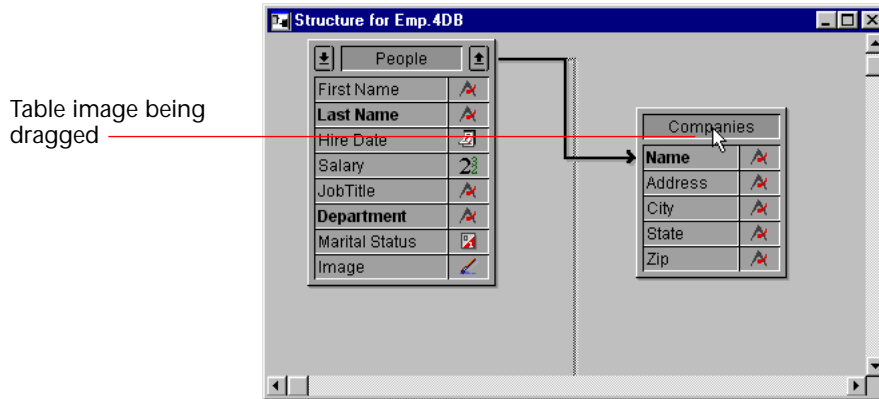 Structure for Emp.4DB
People
First Name
Last Name
Hire Date
Salary
JobTitle
Department
Marital Status
Image
Table image being
dragged
Companies
Name
Address
City
State
Zip